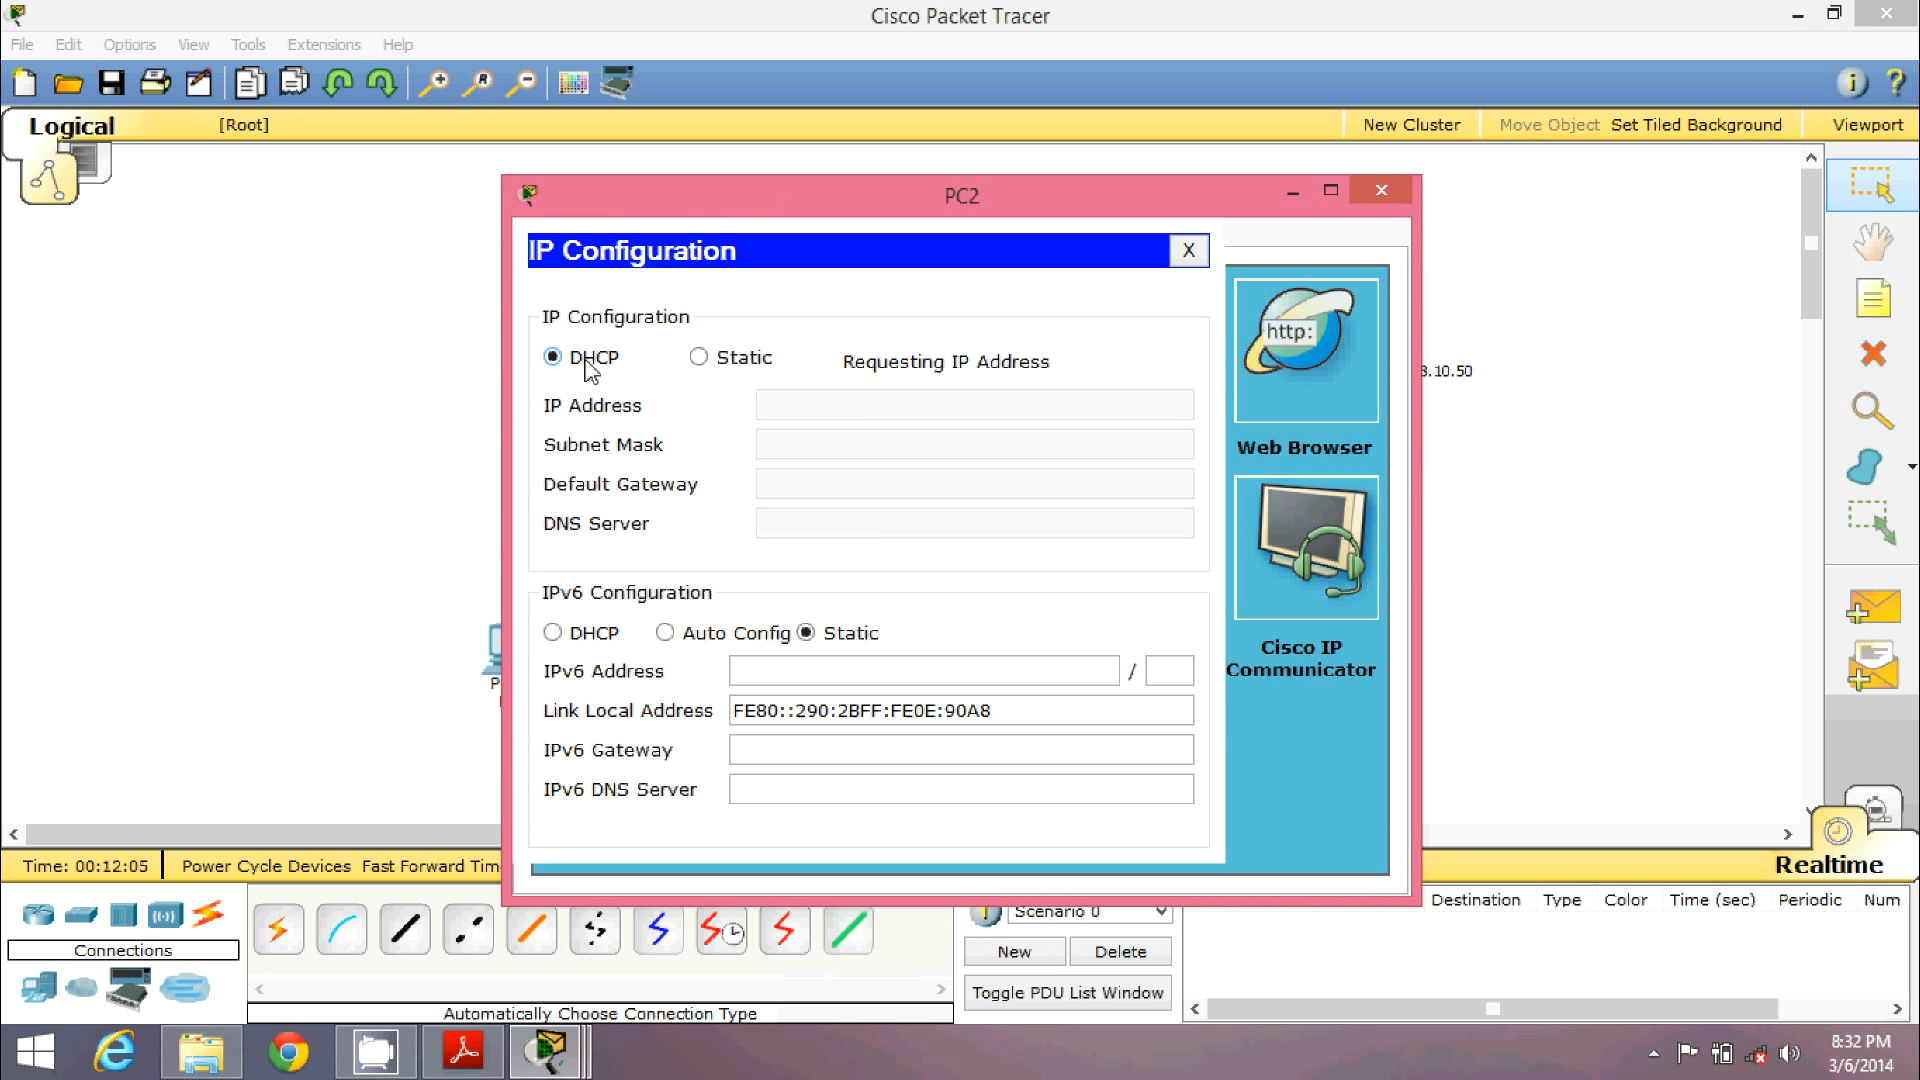 Cisco Packet Tracer
File Edit Options View Tools Extensions Help
Logical [Root] New Cluster Move Object Set Tiled Background Viewport
PC2
IP Configuration X
IP Configuration
DHCP Static Requesting IP Address
IP Address
Subnet Mask
Default Gateway
DNS Server
IPv6 Configuration
DHCP Auto Config Static
IPv6 Address /
Link Local Address FE80::290:2BFF:FE0E:90A8
IPv6 Gateway
IPv6 DNS Server
http:
Web Browser
Cisco IP
Communicator
3.10.50
P
Time: 00:12:05 Power Cycle Devices Fast Forward Tim
Realtime
Connections
Automatically Choose Connection Type
Scenario 0
New Delete
Toggle PDU List Window
Destination Type Color Time (sec) Periodic Num
8:32 PM
3/6/2014